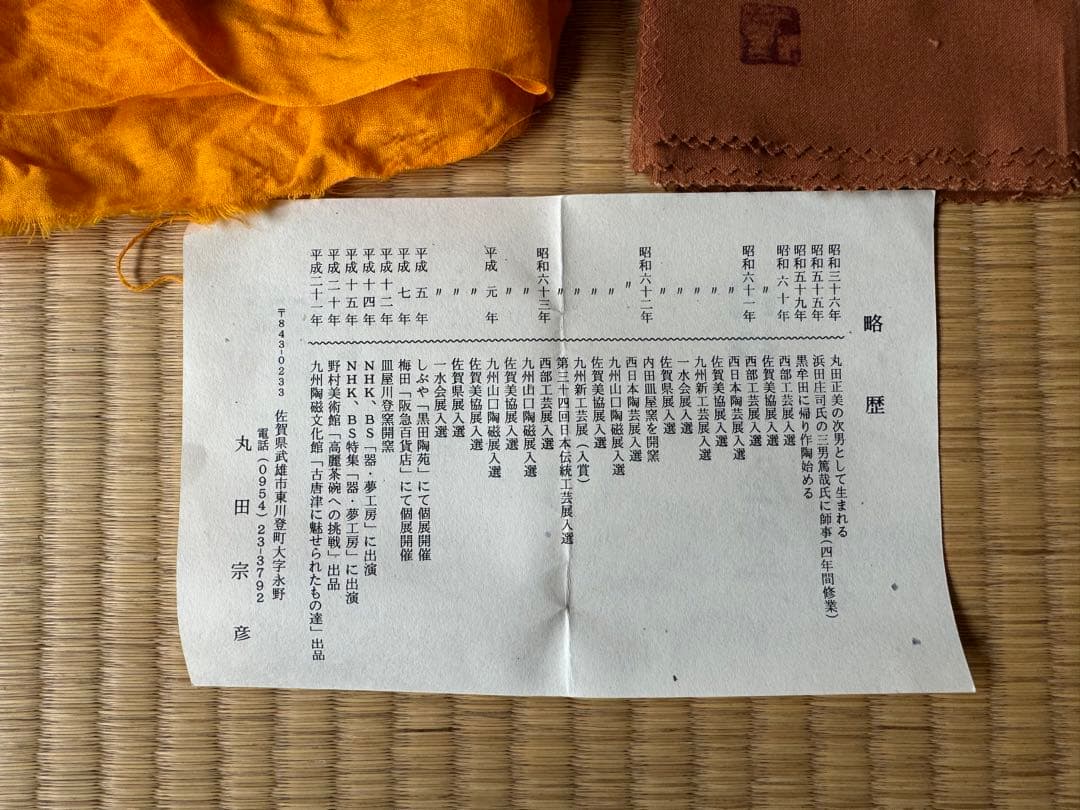 略歴
昭和三十六年 丸田正美の次男として生まれる
昭和五十五年 浜田庄司氏の三男篤哉氏に師事(四年間修業)
昭和五十九年 黒牟田に帰り作陶始める
昭和六十年 西部工芸展入選
〃 佐賀美協展入選
昭和六十一年 西部工芸展入選
〃 西日本陶芸展入選
〃 佐賀美協展入選
〃 九州新工芸展入選
〃 一水会展入選
〃 佐賀県展入選
昭和六十二年 内田皿屋窯を開窯
〃 西日本陶芸展入選
〃 九州山口陶磁展入選
〃 佐賀美協展入選
〃 九州新工芸展(入賞)
〃 第三十四回日本伝統工芸展入選
昭和六十三年 西部工芸展入選
〃 九州山口陶磁展入選
〃 佐賀美協展入選
平成元年 九州山口陶磁展入選
〃 佐賀美協展入選
〃 佐賀県展入選
〃 一水会展入選
平成五年 しぶや「黒田陶苑」にて個展開催
平成七年 梅田「阪急百貨店」にて個展開催
平成十二年 皿屋川登窯開窯
平成十四年 NHK、BS「器・夢工房」に出演
平成十五年 NHK、BS特集「器・夢工房」に出演
平成二十年 野村美術館「高麗茶碗への挑戦」出品
平成二十一年 九州陶磁文化館「古唐津に魅せられたもの達」出品
〒843-0233 佐賀県武雄市東川登町大字永野
電話(0954)23-3792
丸田宗彦